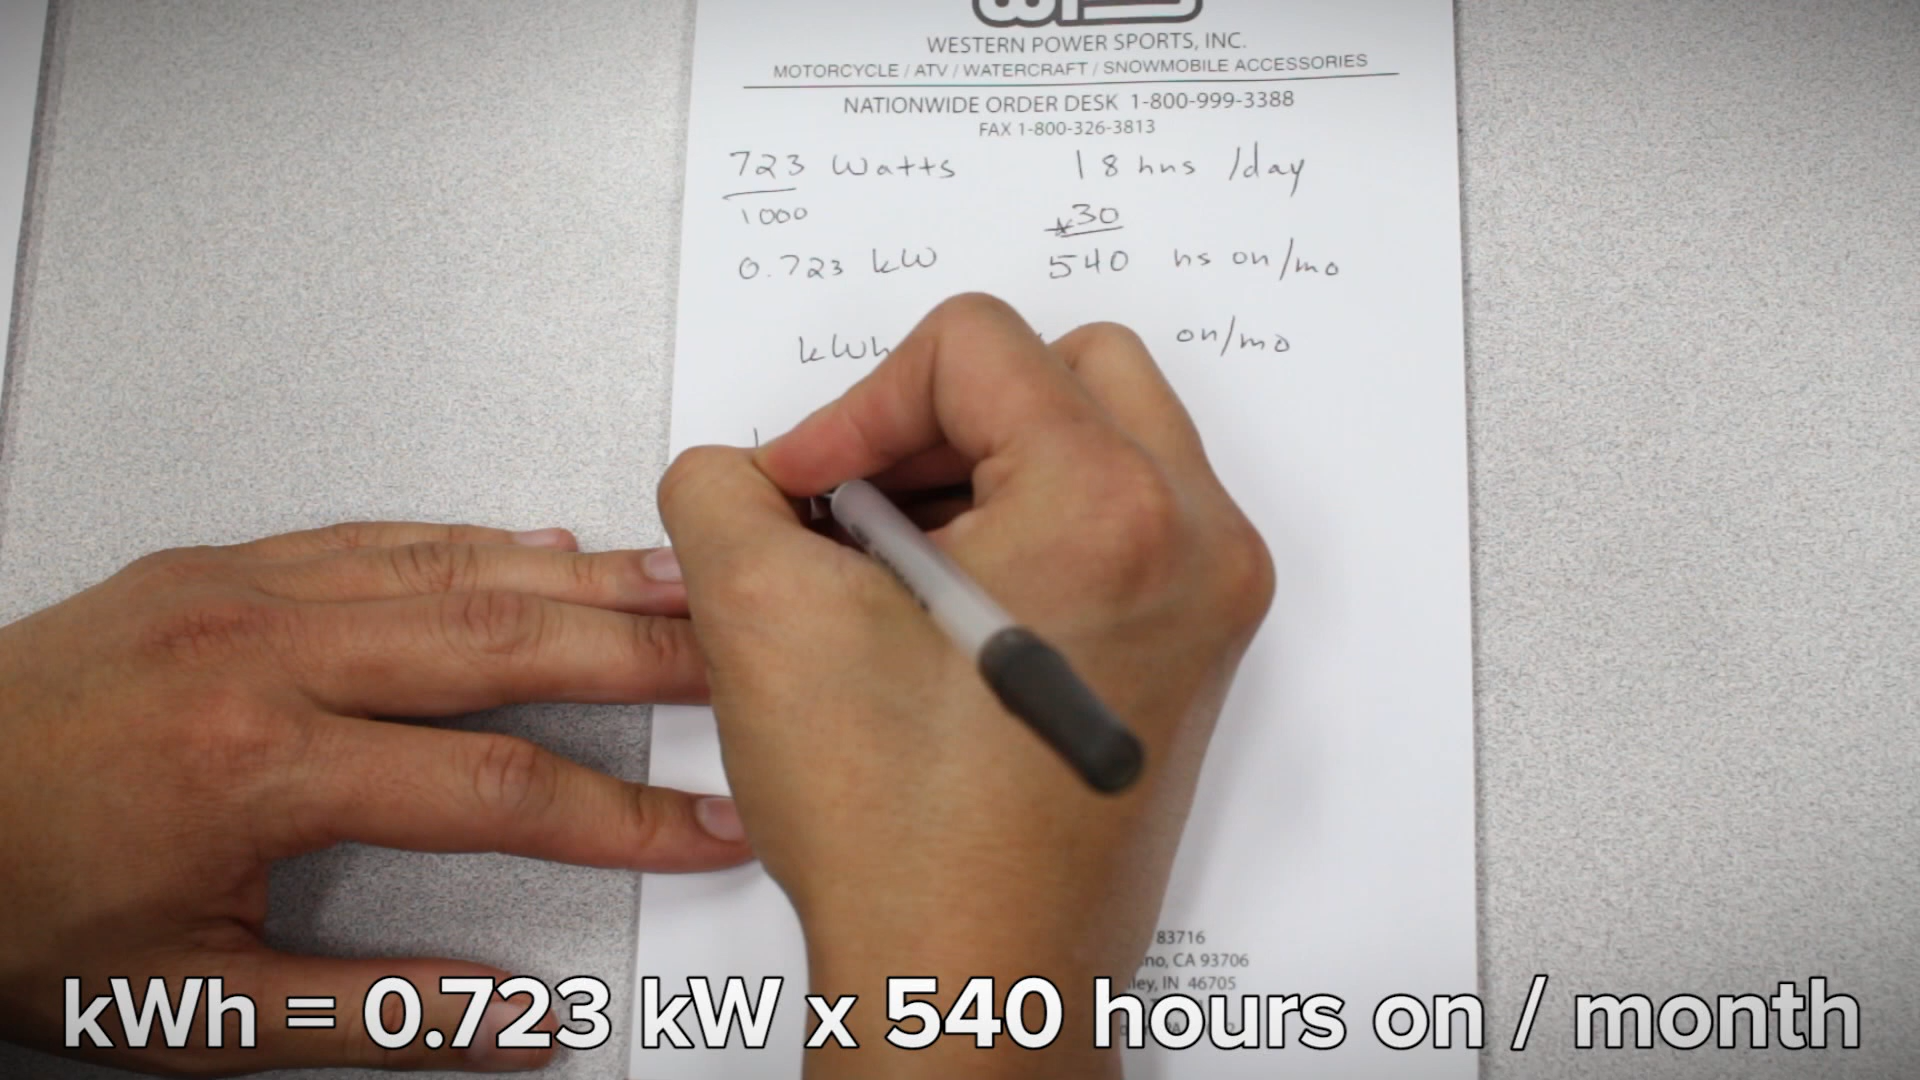 WESTERN POWER SPORTS, INC.
MOTORCYCLE / ATV / WATERCRAFT / SNOWMOBILE ACCESSORIES
NATIONWIDE ORDER DESK 1-800-999-3388
FAX 1-800-326-3813
723 Watts 18 hrs /day
1000 x30
0.723 kW 540 hs on/mo
kWh on/mo
83716
CA 93706
IN 46705
kWh = 0.723 kW x 540 hours on / month